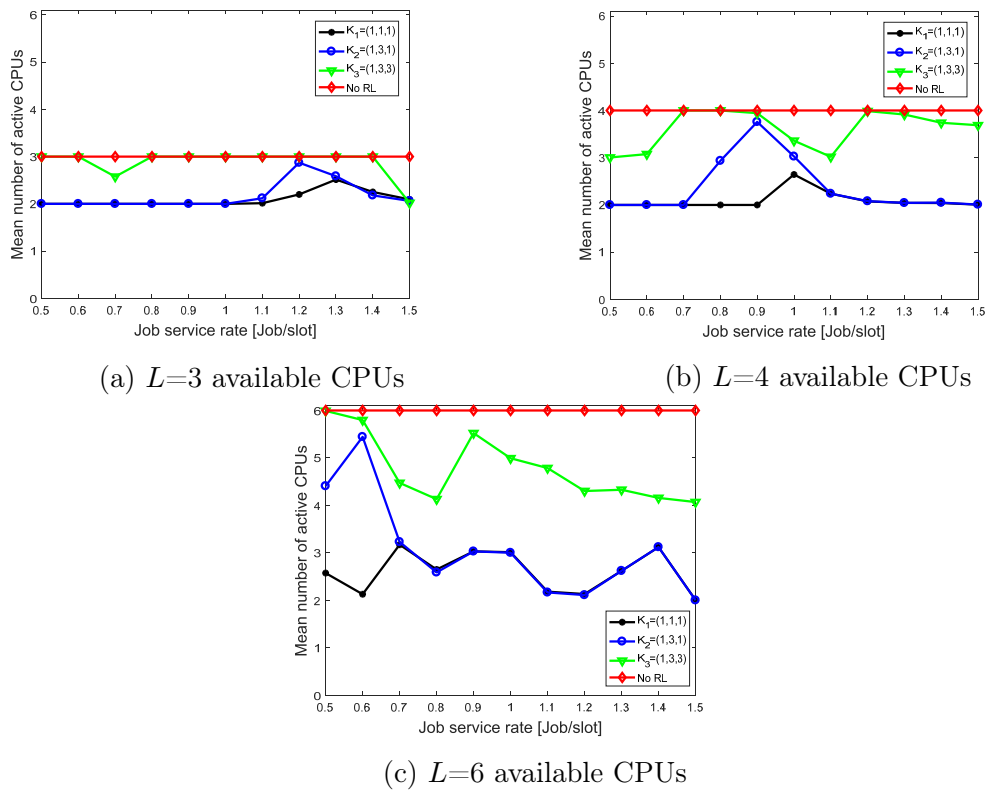 Mean number of active CPUs
6
5
4
3
2
1
0
0.5 0.6 0.7 0.8 0.9 1 1.1 1.2 1.3 1.4 1.5
Job service rate [Job/slot]
K1=(1,1,1)
K2=(1,3,1)
K3=(1,3,3)
No RL
(a) L=3 available CPUs
Mean number of active CPUs
6
5
4
3
2
1
0
0.5 0.6 0.7 0.8 0.9 1 1.1 1.2 1.3 1.4 1.5
Job service rate [Job/slot]
K1=(1,1,1)
K2=(1,3,1)
K3=(1,3,3)
No RL
(b) L=4 available CPUs
Mean number of active CPUs
6
5
4
3
2
1
0
0.5 0.6 0.7 0.8 0.9 1 1.1 1.2 1.3 1.4 1.5
Job service rate [Job/slot]
K1=(1,1,1)
K2=(1,3,1)
K3=(1,3,3)
No RL
(c) L=6 available CPUs